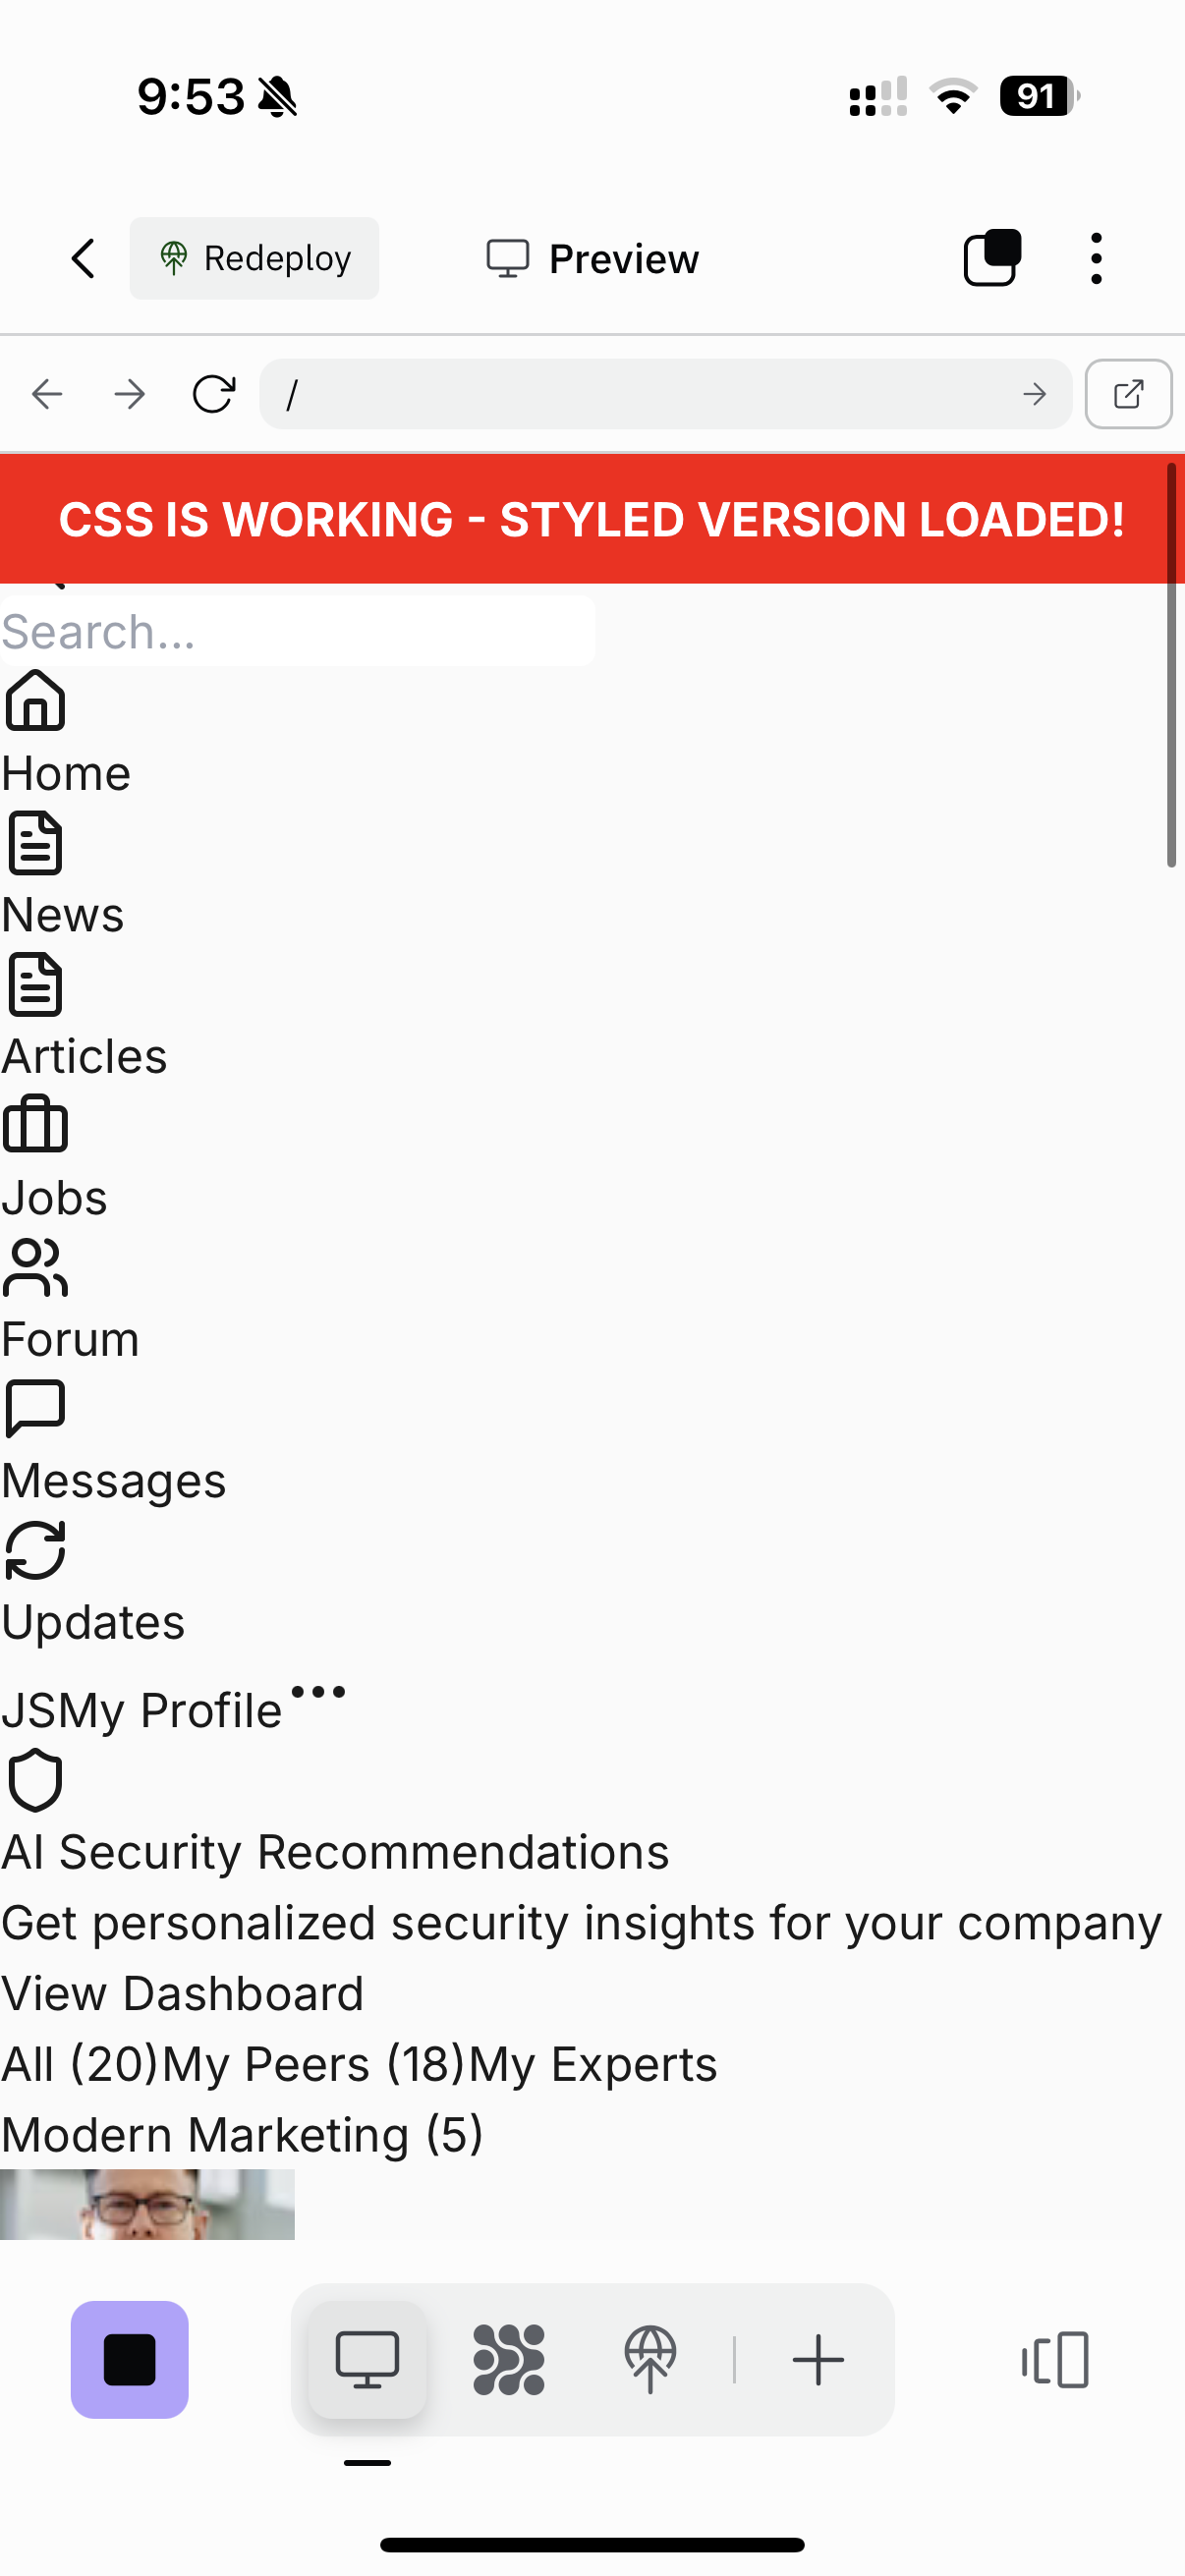 9:53
91
Redeploy
Preview
/
CSS IS WORKING - STYLED VERSION LOADED!
Search...
Home
News
Articles
Jobs
Forum
Messages
Updates
JSMy Profile
AI Security Recommendations
Get personalized security insights for your company
View Dashboard
All (20)My Peers (18)My Experts
Modern Marketing (5)